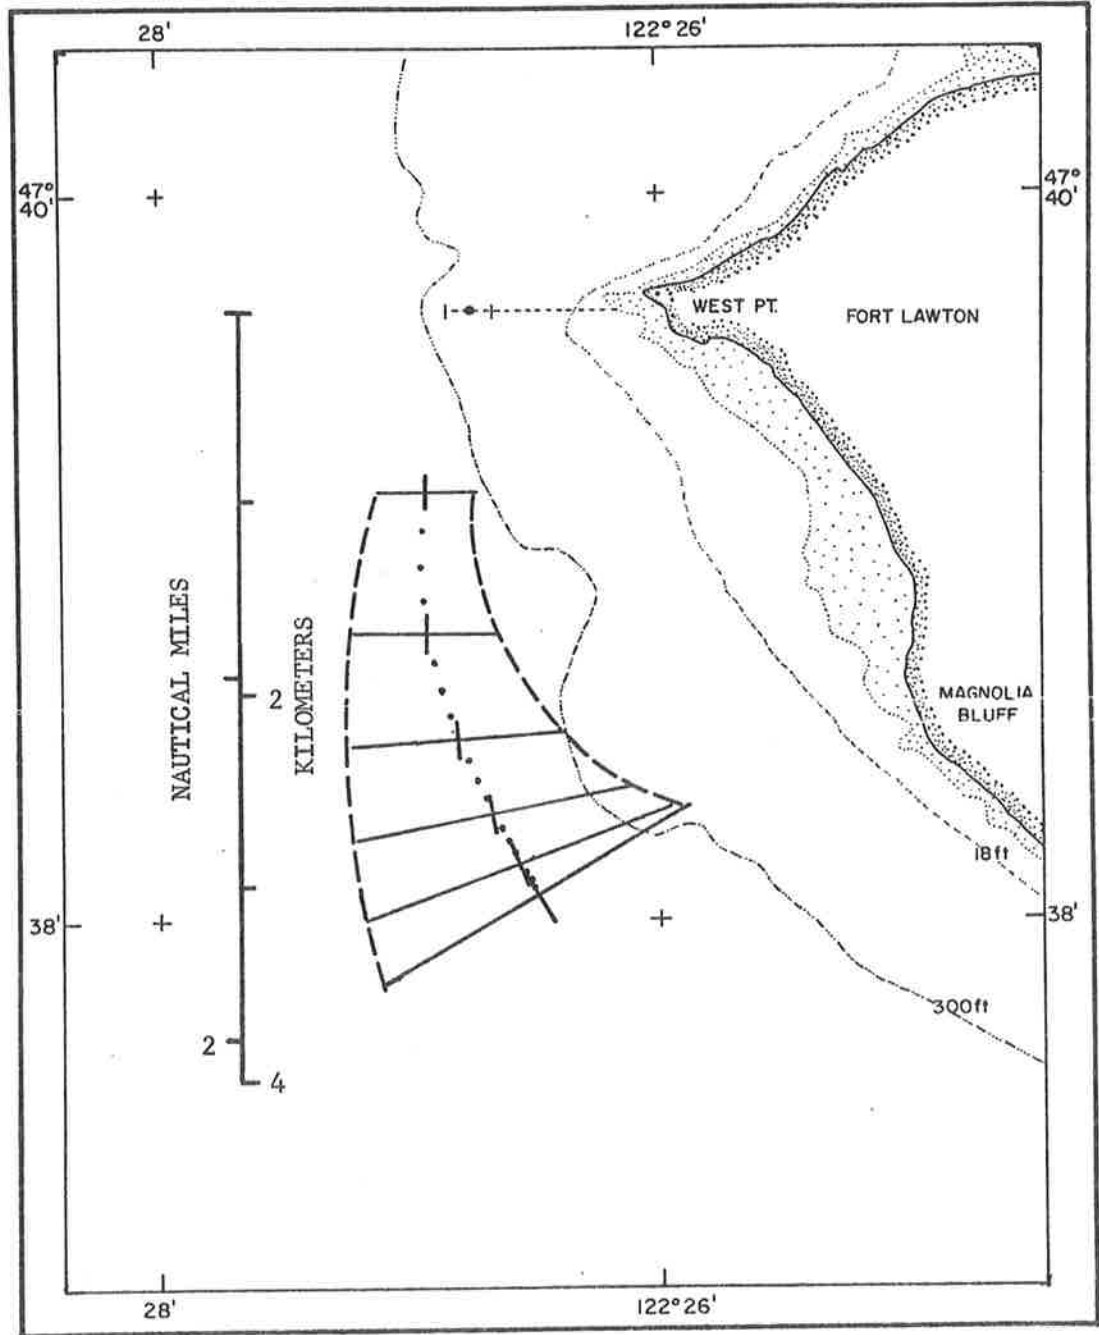 28'
122° 26'
47°
40'
47°
40'
WEST PT.
FORT LAWTON
NAUTICAL MILES
KILOMETERS
2
MAGNOLIA
BLUFF
18ft
38'
38'
300ft
2
4
28'
122° 26'